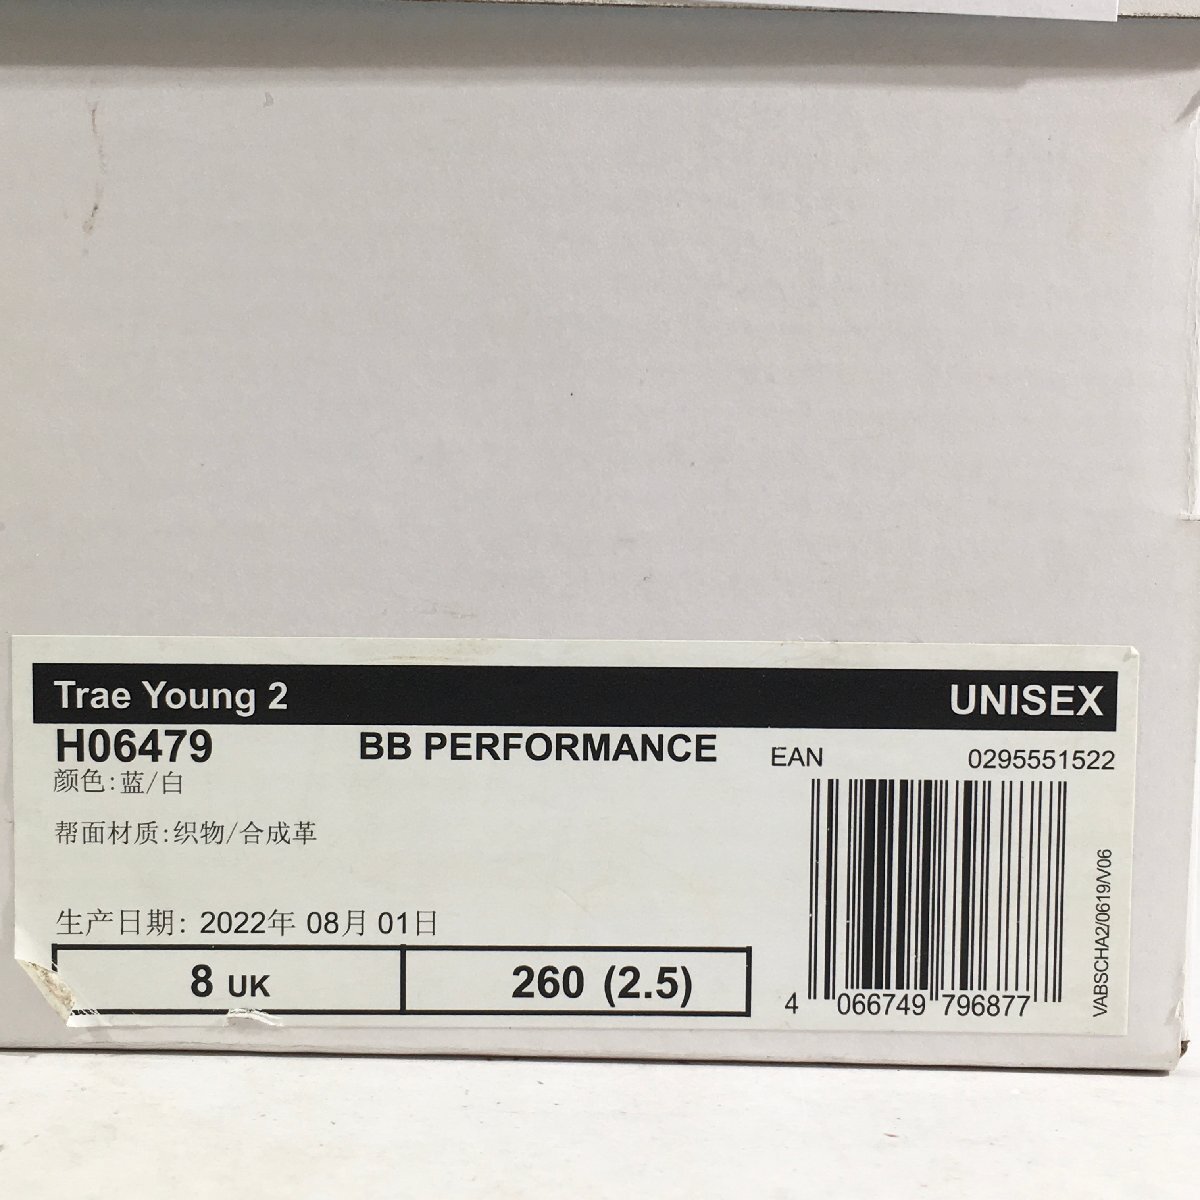 Trae Young 2 UNISEX
H06479 BB PERFORMANCE EAN 0295551522
颜色:蓝/白
帮面材质:织物/合成革
生产日期: 2022年 08月 01日
8 UK 260 (2.5)
4 066749 796877
VABSCHA2/0619/V06